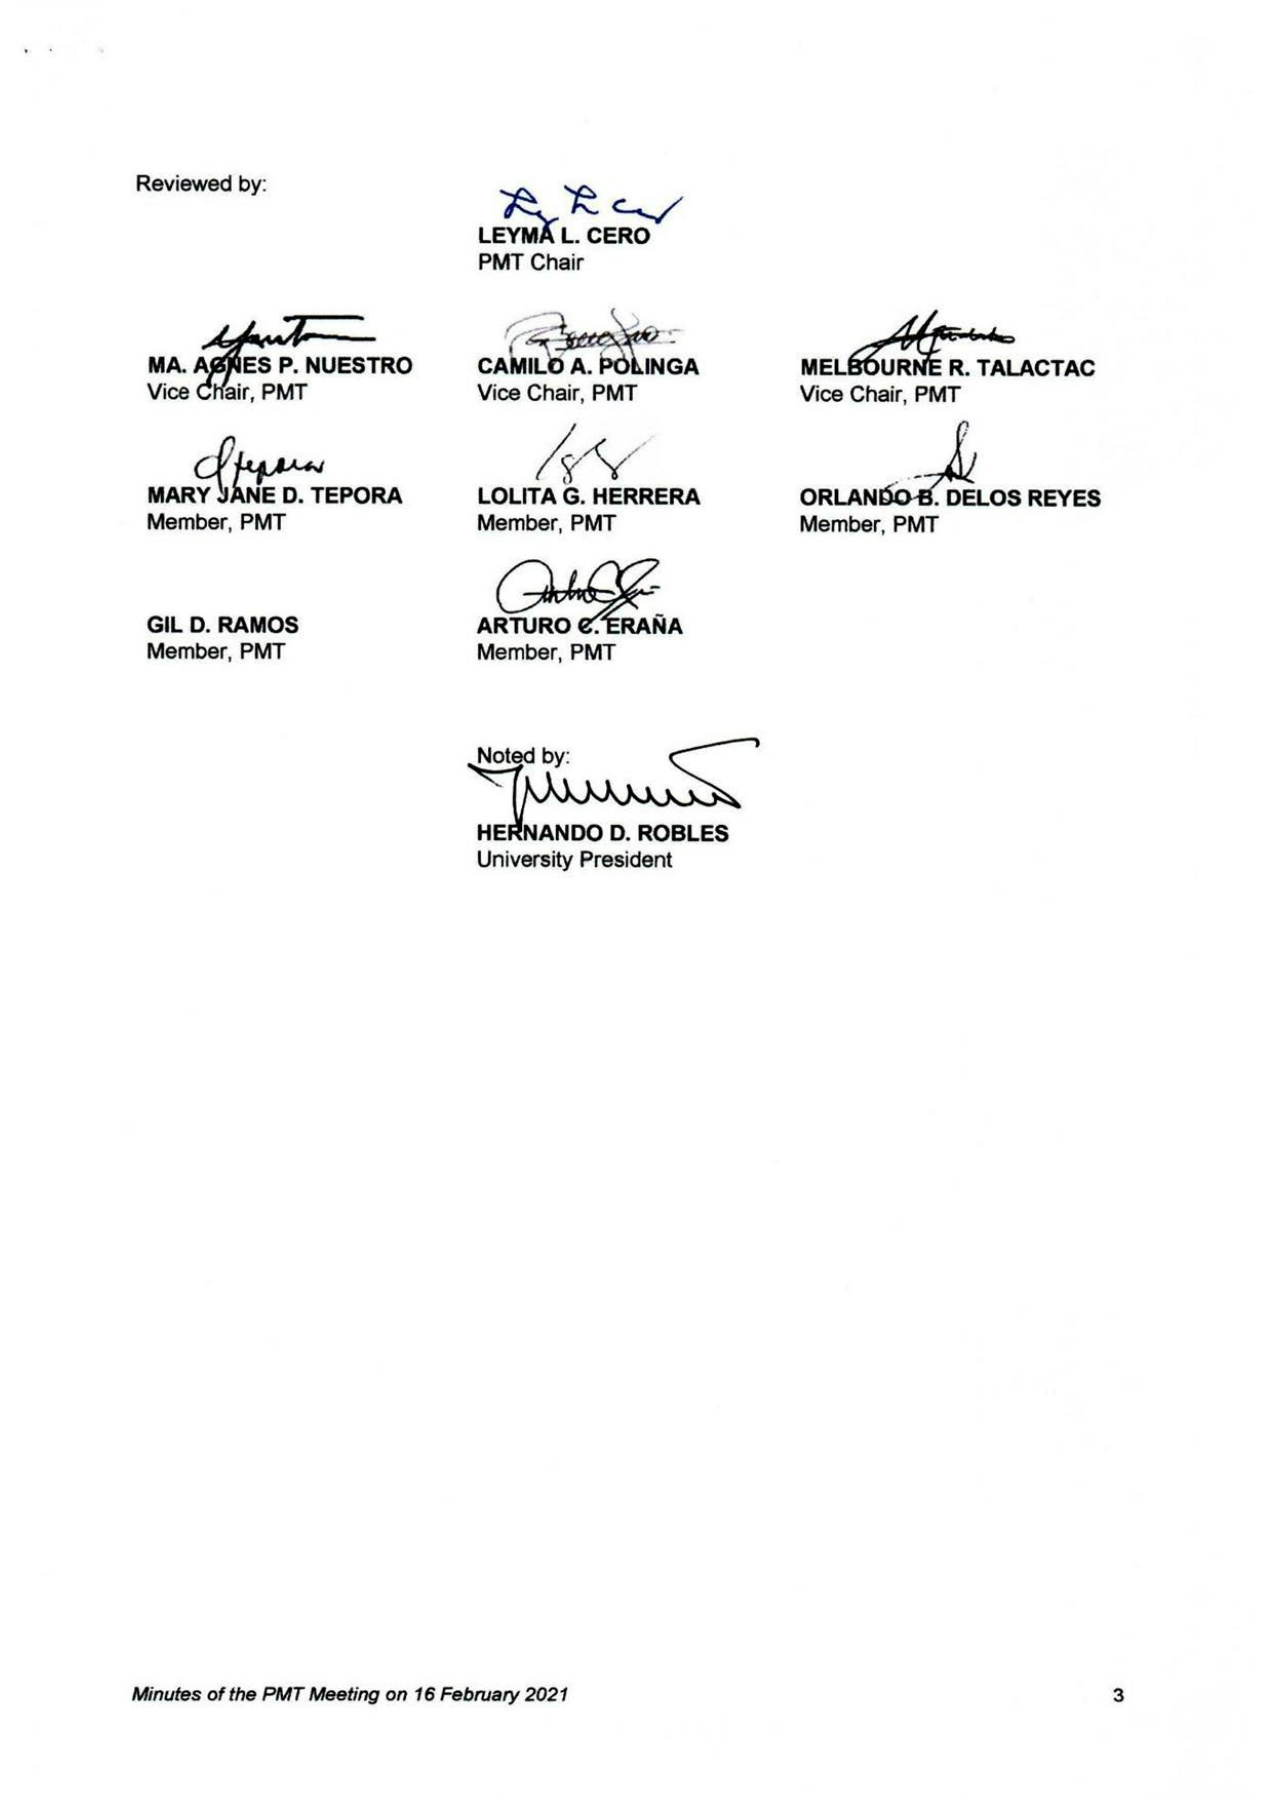 Reviewed by:
LEYMA L. CERO
PMT Chair
MA. AGNES P. NUESTRO
Vice Chair, PMT
CAMILO A. POLINGA
Vice Chair, PMT
MELBOURNE R. TALACTAC
Vice Chair, PMT
MARY JANE D. TEPORA
Member, PMT
LOLITA G. HERRERA
Member, PMT
ORLANDO B. DELOS REYES
Member, PMT
GIL D. RAMOS
Member, PMT
ARTURO C. ERAÑA
Member, PMT
Noted by:
HERNANDO D. ROBLES
University President
Minutes of the PMT Meeting on 16 February 2021
3